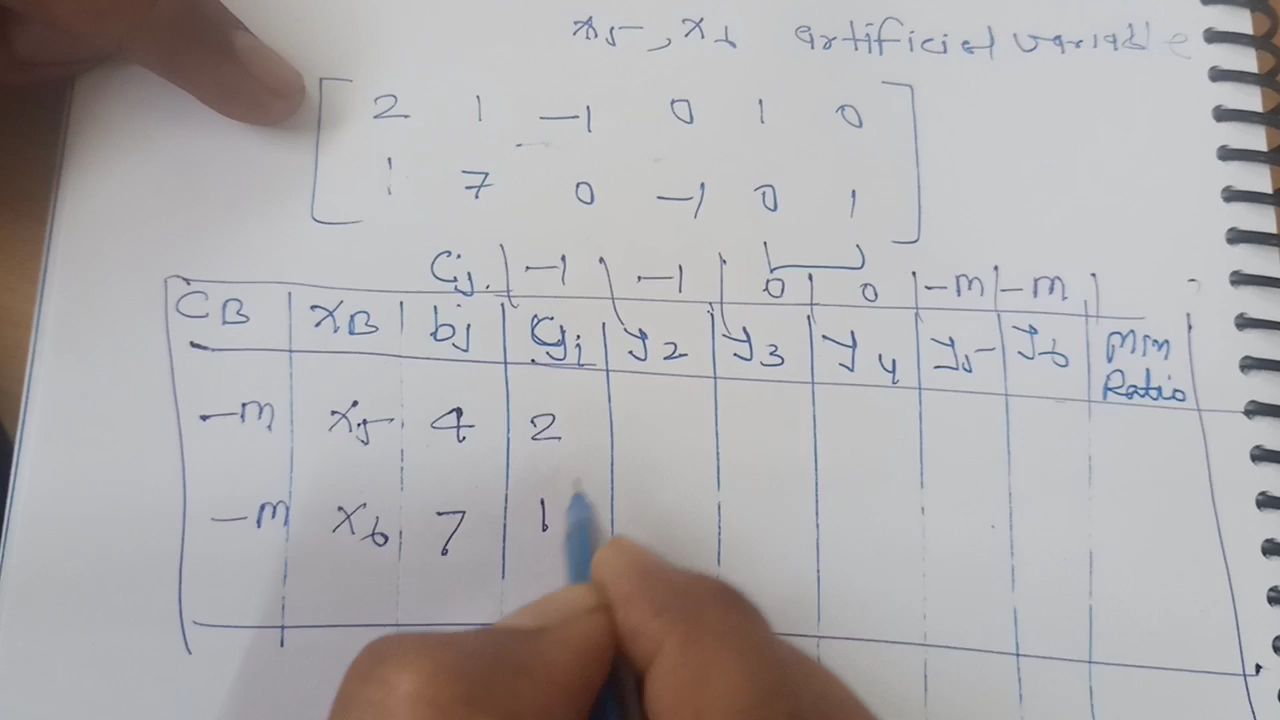 x5, x6 artificial variable
2 1 -1 0 1 0
1 7 0 -1 0 1
Cj -1 -1 0 0 -m -m
CB XB bj y1 y2 y3 y4 y5 y6 Min Ratio
-m x5 4 2
-m x6 7 1